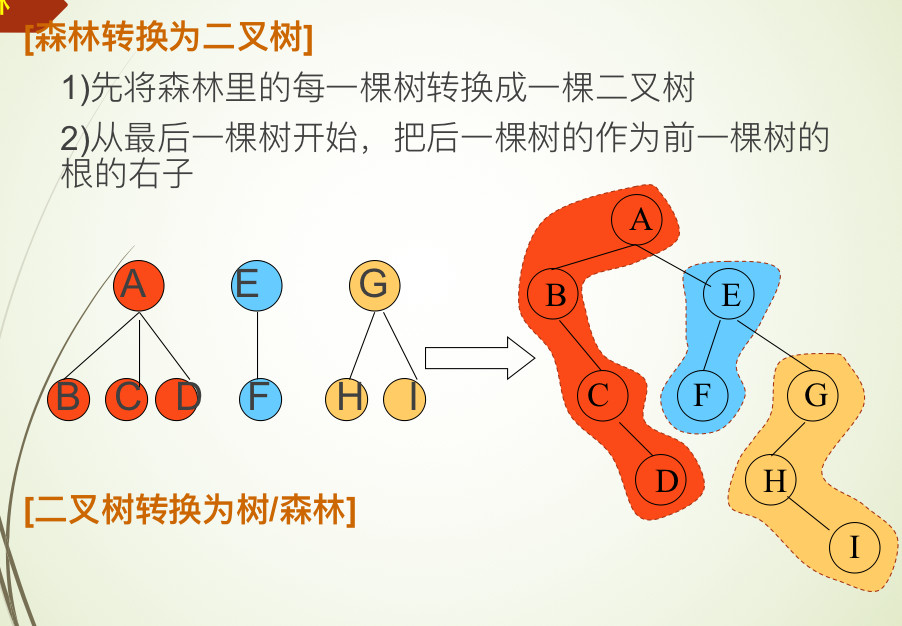 林
[森林转换为二叉树]
1)先将森林里的每一棵树转换成一棵二叉树
2)从最后一棵树开始，把后一棵树的作为前一棵树的
根的右子
A E G
B C D F H I
A
B E
C F G
D H
I
[二叉树转换为树/森林]